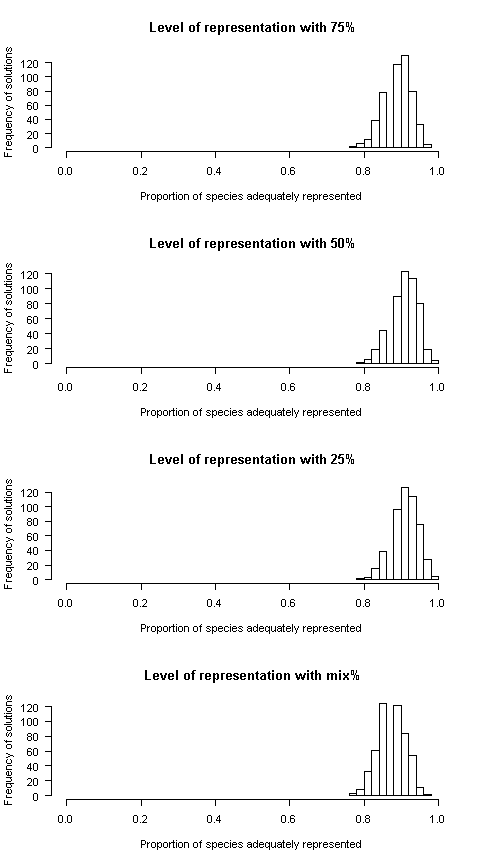 Level of representation with 75%
Frequency of solutions
120
100
80
60
40
20
0
0.0 0.2 0.4 0.6 0.8 1.0
Proportion of species adequately represented
Level of representation with 50%
Frequency of solutions
120
100
80
60
40
20
0
0.0 0.2 0.4 0.6 0.8 1.0
Proportion of species adequately represented
Level of representation with 25%
Frequency of solutions
120
100
80
60
40
20
0
0.0 0.2 0.4 0.6 0.8 1.0
Proportion of species adequately represented
Level of representation with mix%
Frequency of solutions
120
100
80
60
40
20
0
0.0 0.2 0.4 0.6 0.8 1.0
Proportion of species adequately represented